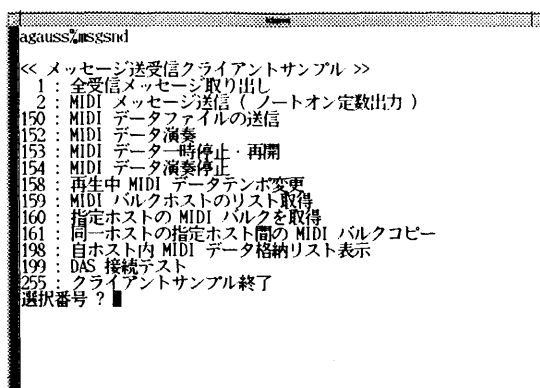 agauss%msgsnd
<< メッセージ送受信クライアントサンプル >>
1 : 全受信メッセージ取り出し
2 : MIDI メッセージ送信 ( ノートオン定数出力 )
150 : MIDI データファイルの送信
152 : MIDI データ演奏
153 : MIDI データ一時停止・再開
154 : MIDI データ演奏停止
158 : 再生中 MIDI データテンポ変更
159 : MIDI バルクホストのリスト取得
160 : 指定ホストの MIDI バルクを取得
161 : 同一ホストの指定ホスト間の MIDI バルクコピー
198 : 自ホスト内 MIDI データ格納リスト表示
199 : DAS 接続テスト
255 : クライアントサンプル終了
選択番号 ?